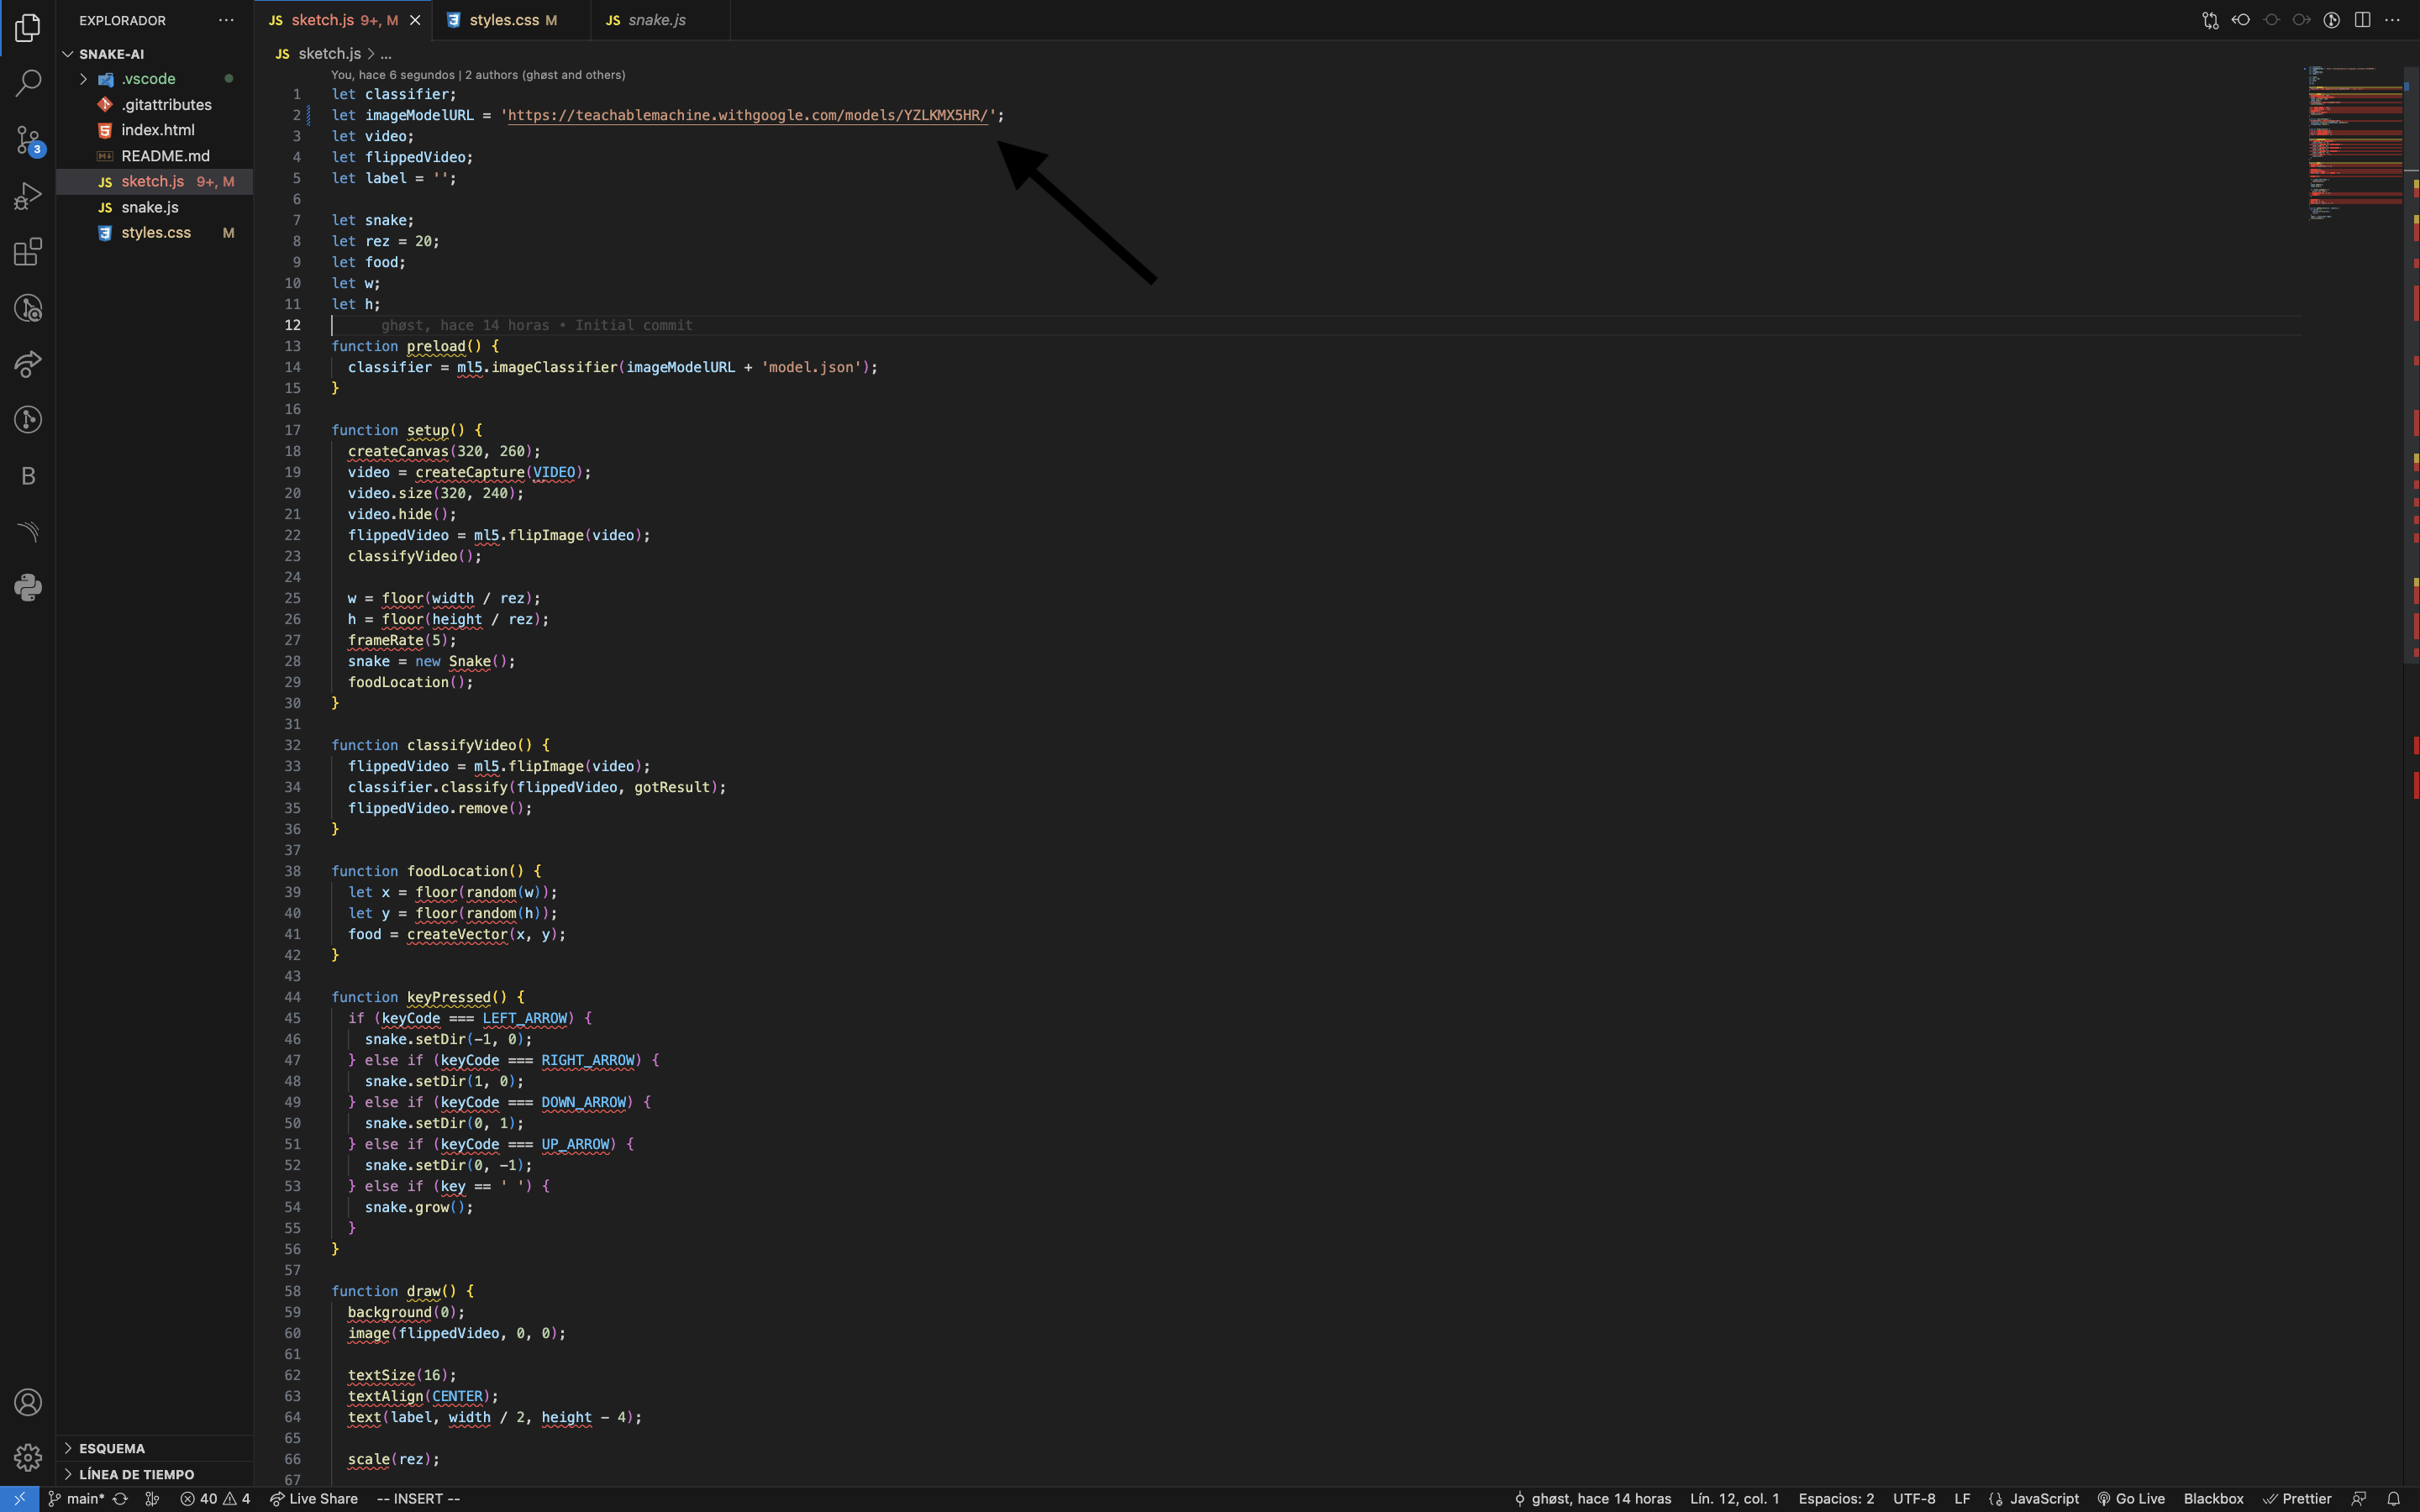 EXPLORADOR
SNAKE-AI
.vscode
.gitattributes
index.html
README.md
JS sketch.js 9+, M
JS snake.js
styles.css M
ESQUEMA
LÍNEA DE TIEMPO
3
B
JS sketch.js 9+, M
styles.css M
JS snake.js
JS sketch.js > ...
You, hace 6 segundos | 2 authors (ghøst and others)
1 let classifier;
2 let imageModelURL = 'https://teachablemachine.withgoogle.com/models/YZLKMX5HR/';
3 let video;
4 let flippedVideo;
5 let label = '';
6
7 let snake;
8 let rez = 20;
9 let food;
10 let w;
11 let h;
12 ghøst, hace 14 horas • Initial commit
13 function preload() {
14 classifier = ml5.imageClassifier(imageModelURL + 'model.json');
15 }
16
17 function setup() {
18 createCanvas(320, 260);
19 video = createCapture(VIDEO);
20 video.size(320, 240);
21 video.hide();
22 flippedVideo = ml5.flipImage(video);
23 classifyVideo();
24
25 w = floor(width / rez);
26 h = floor(height / rez);
27 frameRate(5);
28 snake = new Snake();
29 foodLocation();
30 }
31
32 function classifyVideo() {
33 flippedVideo = ml5.flipImage(video);
34 classifier.classify(flippedVideo, gotResult);
35 flippedVideo.remove();
36 }
37
38 function foodLocation() {
39 let x = floor(random(w));
40 let y = floor(random(h));
41 food = createVector(x, y);
42 }
43
44 function keyPressed() {
45 if (keyCode === LEFT_ARROW) {
46 snake.setDir(-1, 0);
47 } else if (keyCode === RIGHT_ARROW) {
48 snake.setDir(1, 0);
49 } else if (keyCode === DOWN_ARROW) {
50 snake.setDir(0, 1);
51 } else if (keyCode === UP_ARROW) {
52 snake.setDir(0, -1);
53 } else if (key == ' ') {
54 snake.grow();
55 }
56 }
57
58 function draw() {
59 background(0);
60 image(flippedVideo, 0, 0);
61
62 textSize(16);
63 textAlign(CENTER);
64 text(label, width / 2, height - 4);
65
66 scale(rez);
67
main* 40 4 Live Share -- INSERT -- ghøst, hace 14 horas Lín. 12, col. 1 Espacios: 2 UTF-8 LF JavaScript Go Live Blackbox Prettier